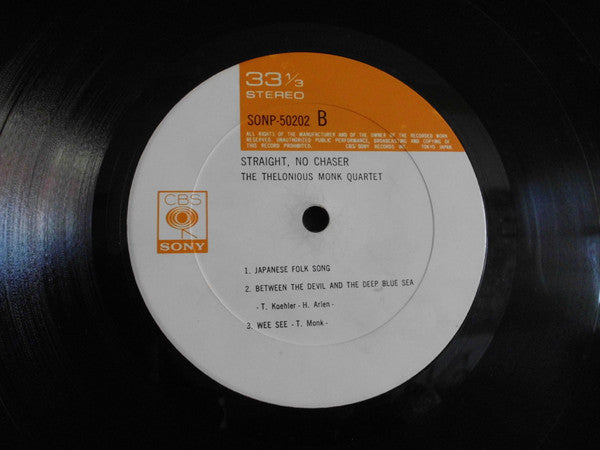 33 1/3
STEREO
SONP-50202 B
ALL RIGHTS OF THE MANUFACTURER AND OF THE OWNER OF THE RECORDED WORK
RESERVED. UNAUTHORIZED PUBLIC PERFORMANCE, BROADCASTING AND COPYING OF
THIS RECORD PROHIBITED. CBS/SONY RECORDS INC. TOKYO JAPAN.
STRAIGHT, NO CHASER
THE THELONIOUS MONK QUARTET
CBS
SONY
1. JAPANESE FOLK SONG
2. BETWEEN THE DEVIL AND THE DEEP BLUE SEA
- T. Koehler - H. Arlen -
3. WEE SEE - T. Monk -